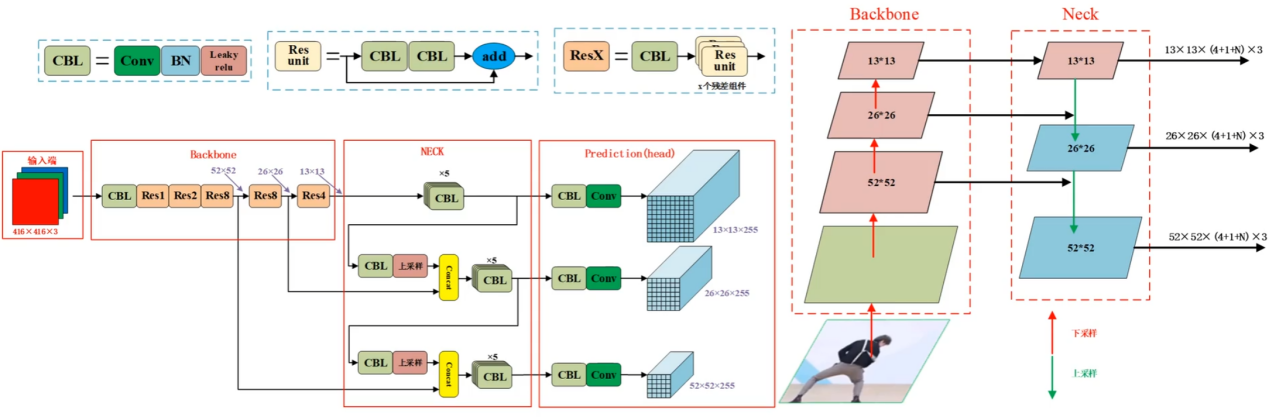 CBL = Conv BN Leaky relu
Res unit = CBL CBL add
ResX = CBL Res unit
x个残差组件
输入端
416×416×3
Backbone
52×52
26×26
13×13
CBL Res1 Res2 Res8 Res8 Res4
NECK
×5
CBL
CBL 上采样 Concat
×5
CBL
CBL 上采样 Concat
×5
CBL
Prediction(head)
CBL Conv
13×13×255
CBL Conv
26×26×255
CBL Conv
52×52×255
Backbone
13*13
26*26
52*52
Neck
13*13
26*26
52*52
13×13×(4+1+N)×3
26×26×(4+1+N)×3
52×52×(4+1+N)×3
下采样
上采样